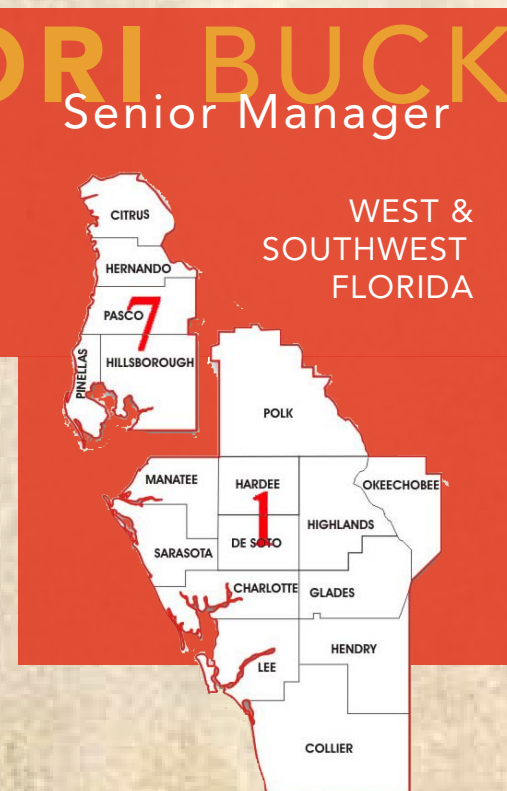 ORI BUCK
Senior Manager
WEST &
SOUTHWEST
FLORIDA
CITRUS
HERNANDO
PASCO
7
PINELLAS
HILLSBOROUGH
POLK
MANATEE
HARDEE
OKEECHOBEE
1
HIGHLANDS
SARASOTA
DE SOTO
CHARLOTTE
GLADES
LEE
HENDRY
COLLIER